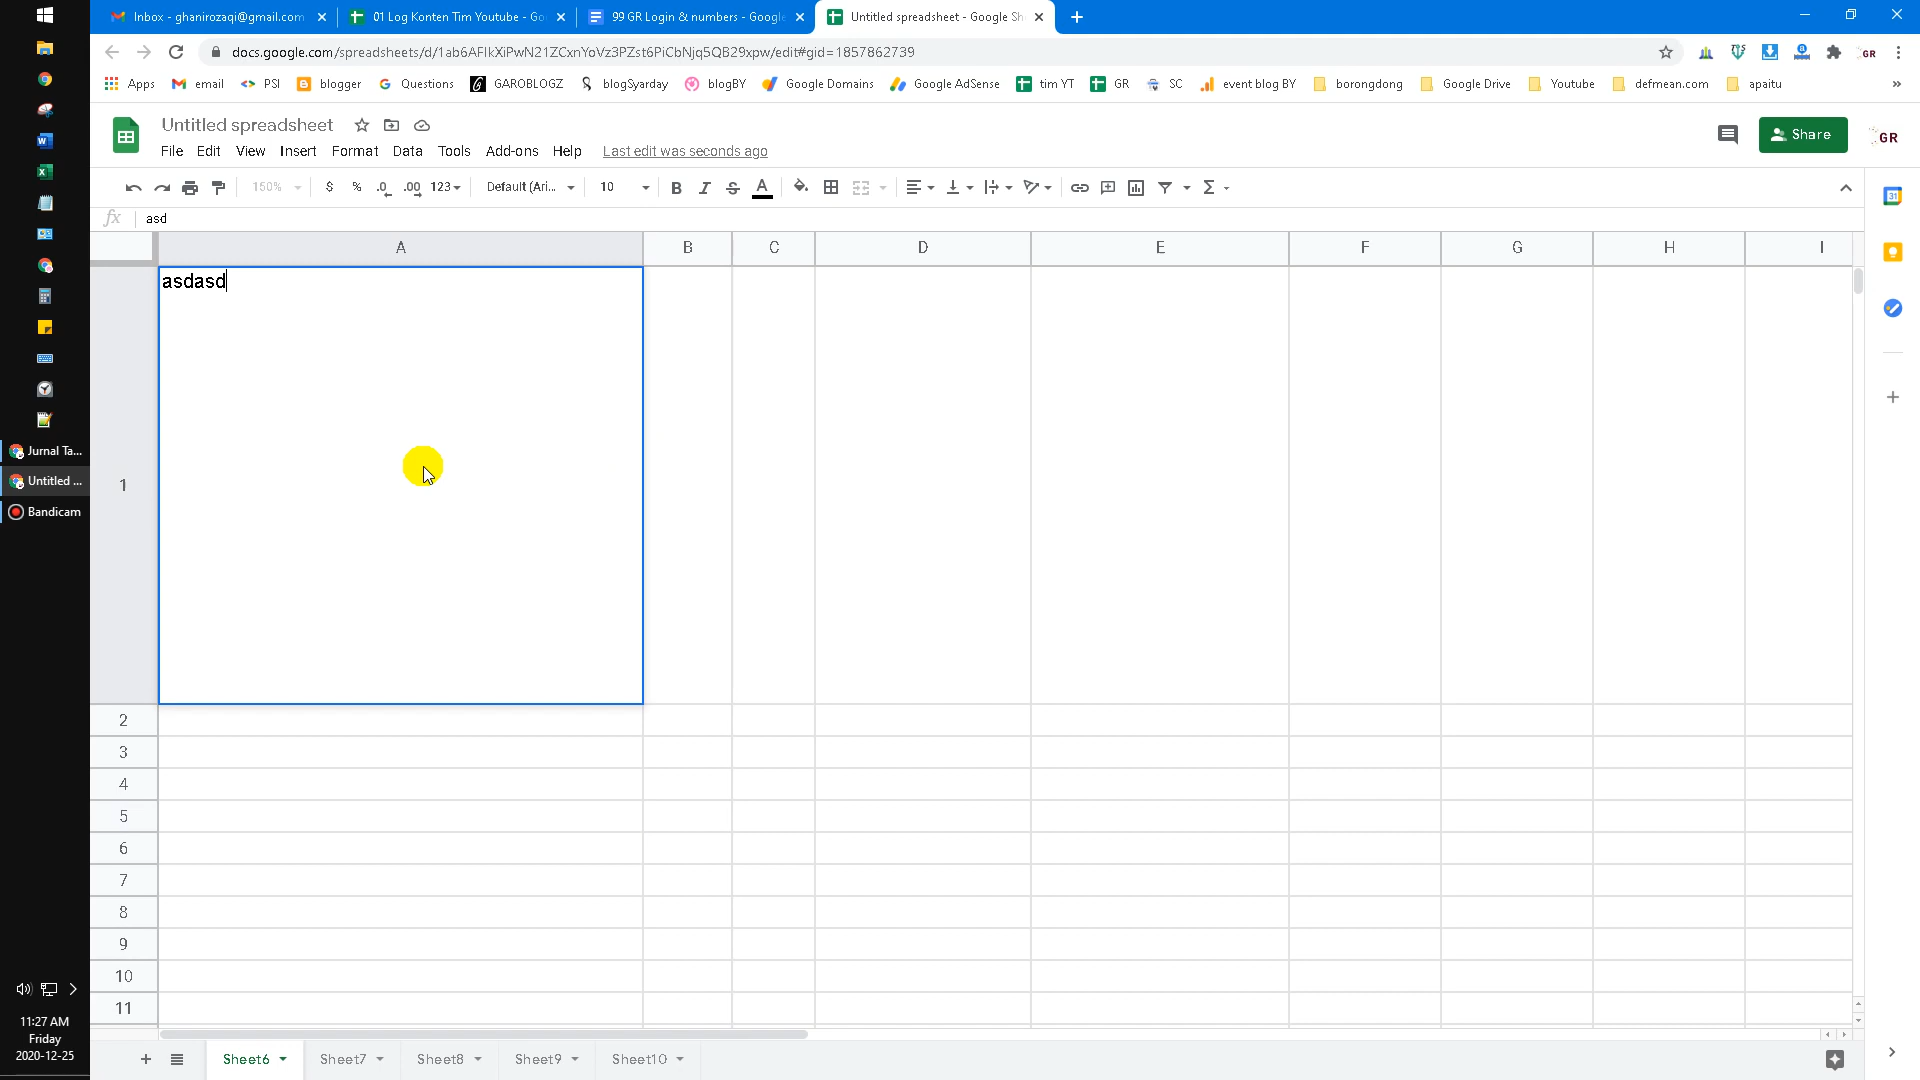 Inbox - ghanirozaqi@gmail.com
01 Log Konten Tim Youtube - Go
99 GR Login & numbers - Google
Untitled spreadsheet - Google Sh
docs.google.com/spreadsheets/d/1ab6AFlkXiPwN21ZCxnYoVz3PZst6PiCbNjq5QB29xpw/edit#gid=1857862739
Apps email PSI blogger Questions GAROBLOGZ blogSyarday blogBY Google Domains Google AdSense tim YT GR SC event blog BY borongdong Google Drive Youtube defmean.com apaitu »
Untitled spreadsheet
File Edit View Insert Format Data Tools Add-ons Help Last edit was seconds ago
Share
GR
150% $ % .0 .00 123 Default (Ari... 10 B I S A Σ
fx asd
A B C D E F G H I
asdasd
1
2
3
4
5
6
7
8
9
10
11
Jurnal Ta...
Untitled ...
Bandicam
11:27 AM
Friday
2020-12-25
+ Sheet6 Sheet7 Sheet8 Sheet9 Sheet10